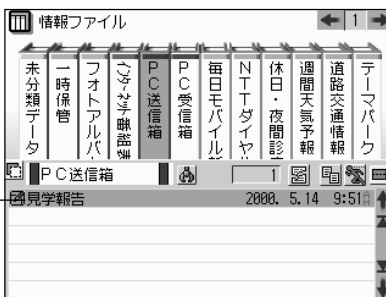 情報ファイル 1
未分類データ
一時保管
フォトアルバ
インターネット
PC送信箱
PC受信箱
毎日モバイル
NTTダイヤ
休日・夜間診
週間天気予報
道路交通情報
テーマパーク
PC送信箱 1
見学報告 2000. 5.14 9:51